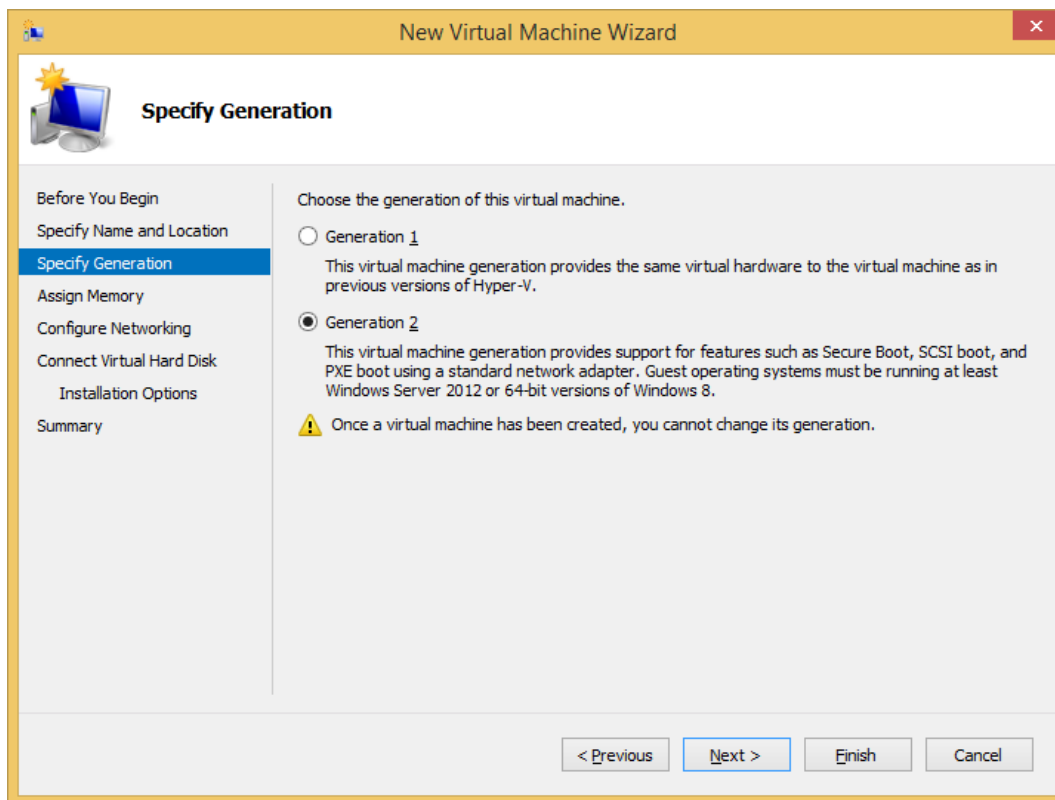 New Virtual Machine Wizard
Specify Generation
Before You Begin
Specify Name and Location
Specify Generation
Assign Memory
Configure Networking
Connect Virtual Hard Disk
Installation Options
Summary
Choose the generation of this virtual machine.
Generation 1
This virtual machine generation provides the same virtual hardware to the virtual machine as in
previous versions of Hyper-V.
Generation 2
This virtual machine generation provides support for features such as Secure Boot, SCSI boot, and
PXE boot using a standard network adapter. Guest operating systems must be running at least
Windows Server 2012 or 64-bit versions of Windows 8.
Once a virtual machine has been created, you cannot change its generation.
< Previous
Next >
Finish
Cancel